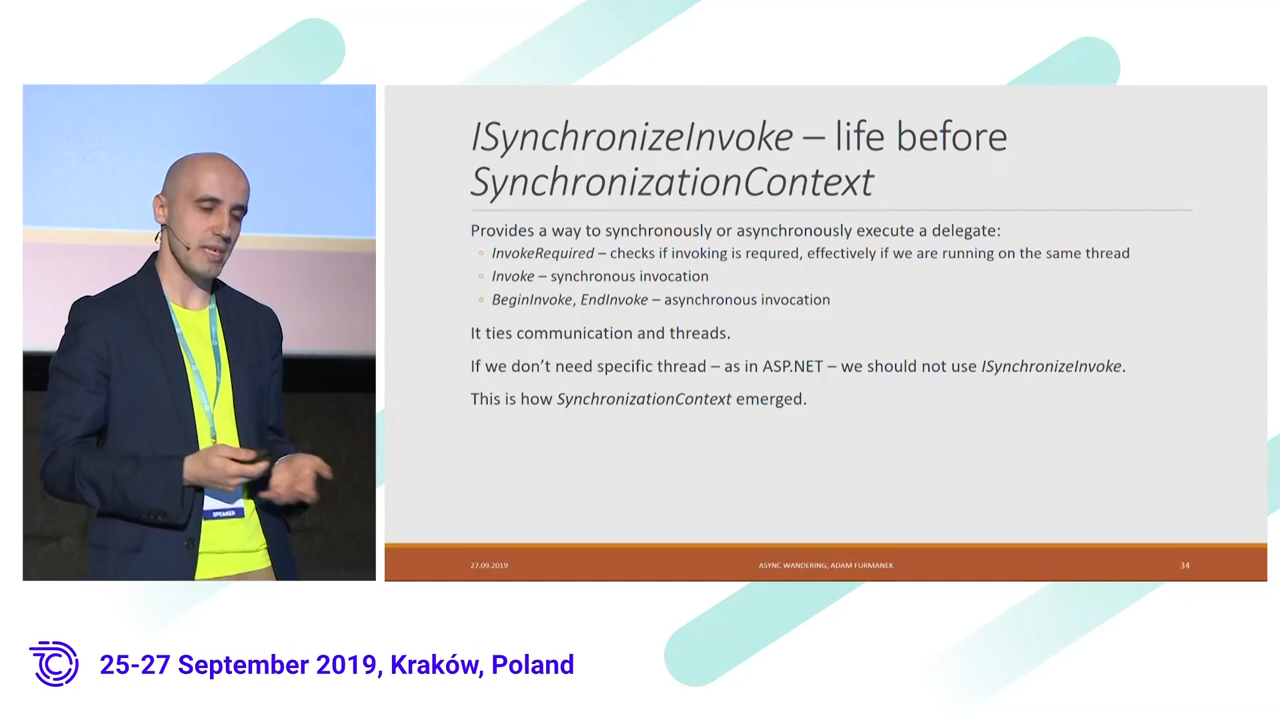 ISynchronizeInvoke – life before
SynchronizationContext
Provides a way to synchronously or asynchronously execute a delegate:
◦ InvokeRequired – checks if invoking is requred, effectively if we are running on the same thread
◦ Invoke – synchronous invocation
◦ BeginInvoke, EndInvoke – asynchronous invocation
It ties communication and threads.
If we don't need specific thread – as in ASP.NET – we should not use ISynchronizeInvoke.
This is how SynchronizationContext emerged.
27.09.2019
ASYNC WANDERING, ADAM FURMANEK
34
SPEAKER
25-27 September 2019, Kraków, Poland